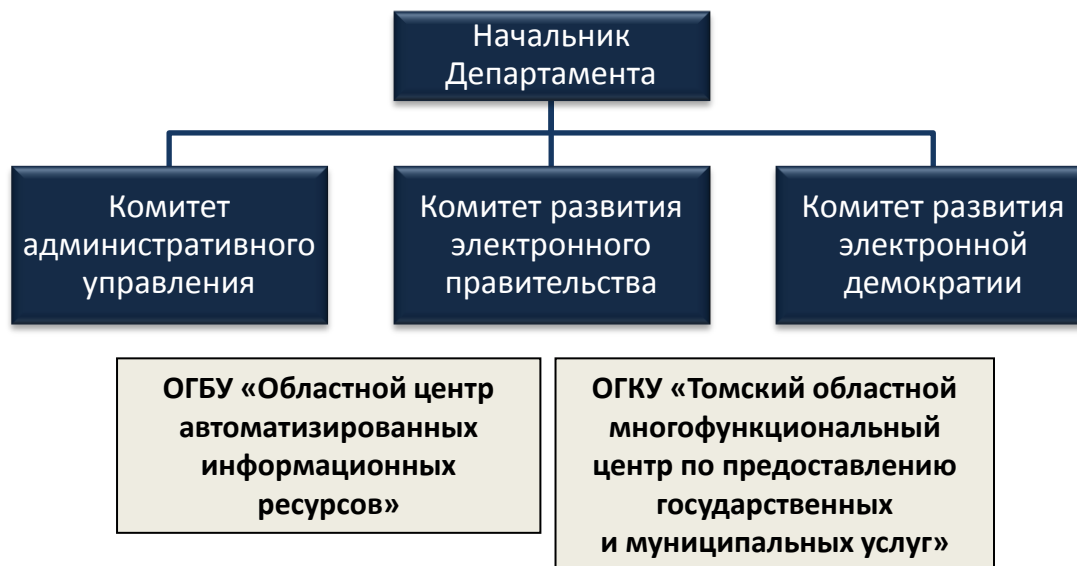 Начальник
Департамента
Комитет
административного
управления
Комитет развития
электронного
правительства
Комитет развития
электронной
демократии
ОГБУ «Областной центр
автоматизированных
информационных
ресурсов»
ОГКУ «Томский областной
многофункциональный
центр по предоставлению
государственных
и муниципальных услуг»